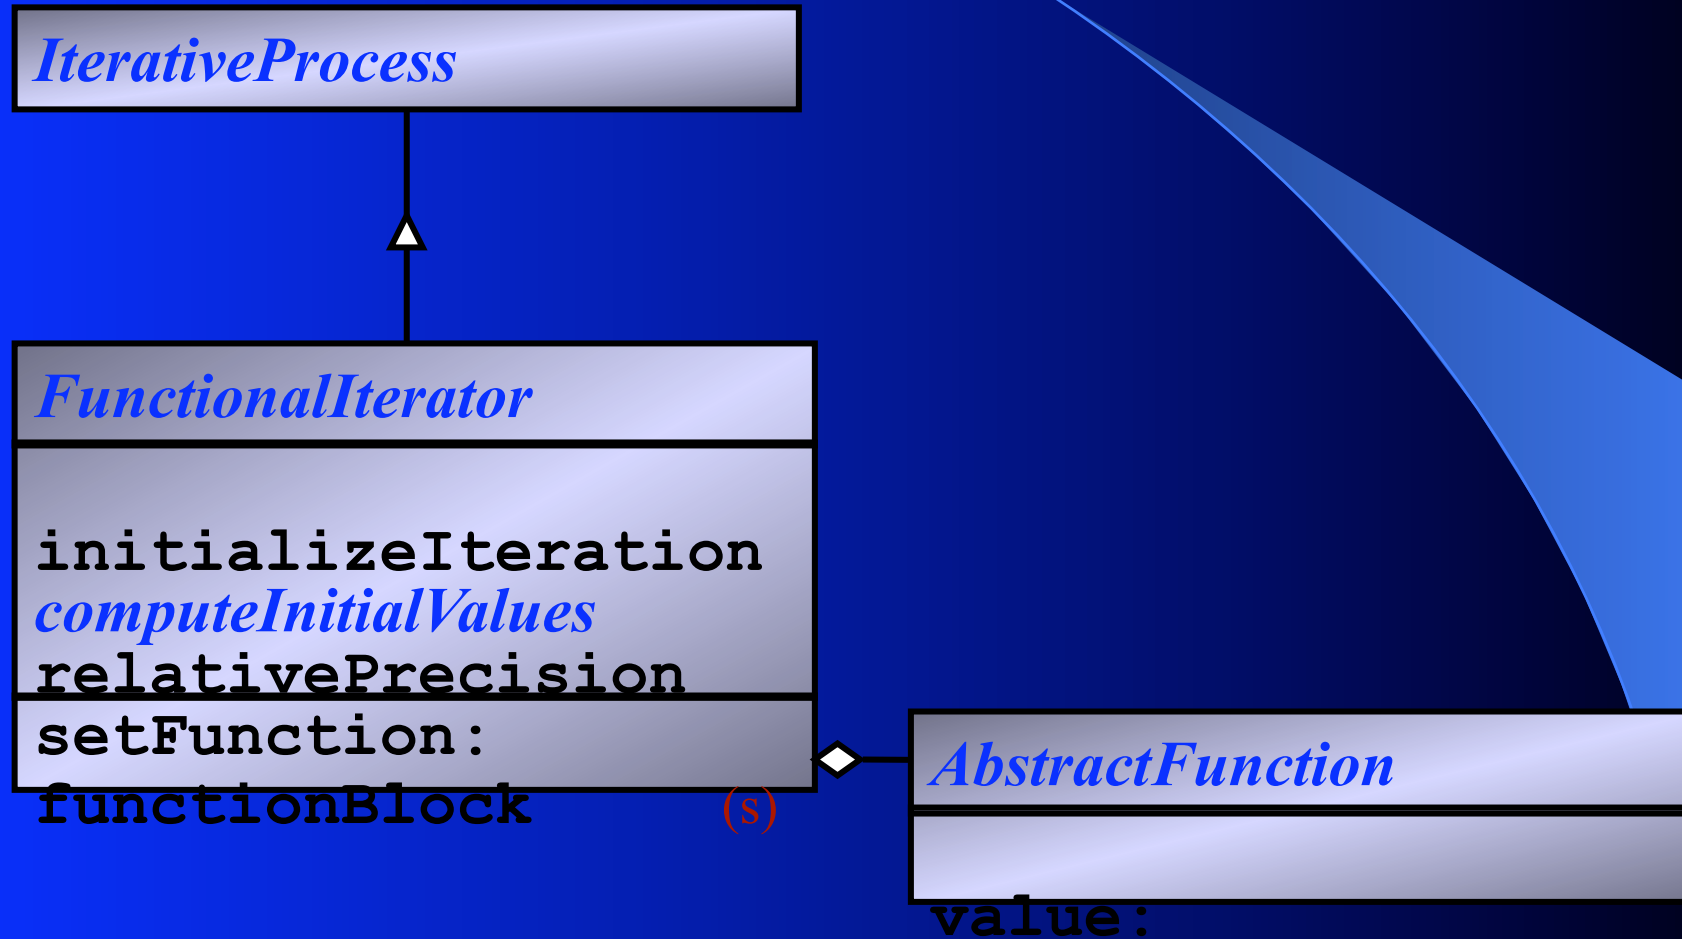 IterativeProcess
FunctionalIterator
initializeIteration
computeInitialValues
relativePrecision
setFunction:
functionBlock (s)
AbstractFunction
value: